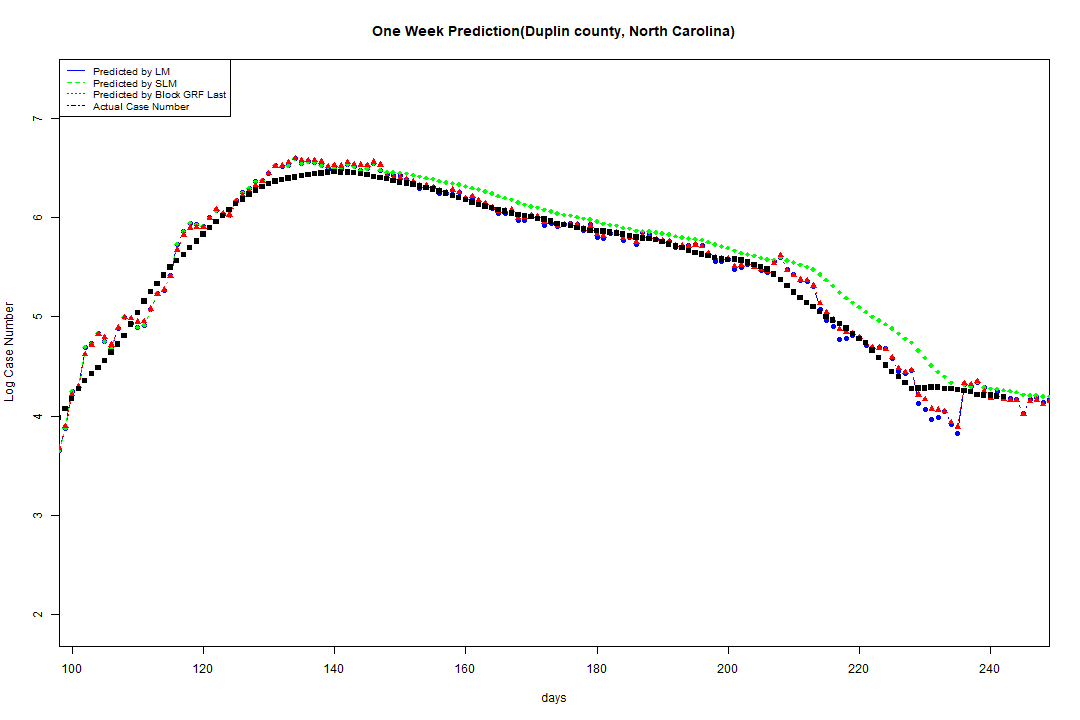 One Week Prediction(Duplin county, North Carolina)
Predicted by LM
Predicted by SLM
Predicted by Block GRF Last
Actual Case Number
Log Case Number
7
6
5
4
3
2
100 120 140 160 180 200 220 240
days